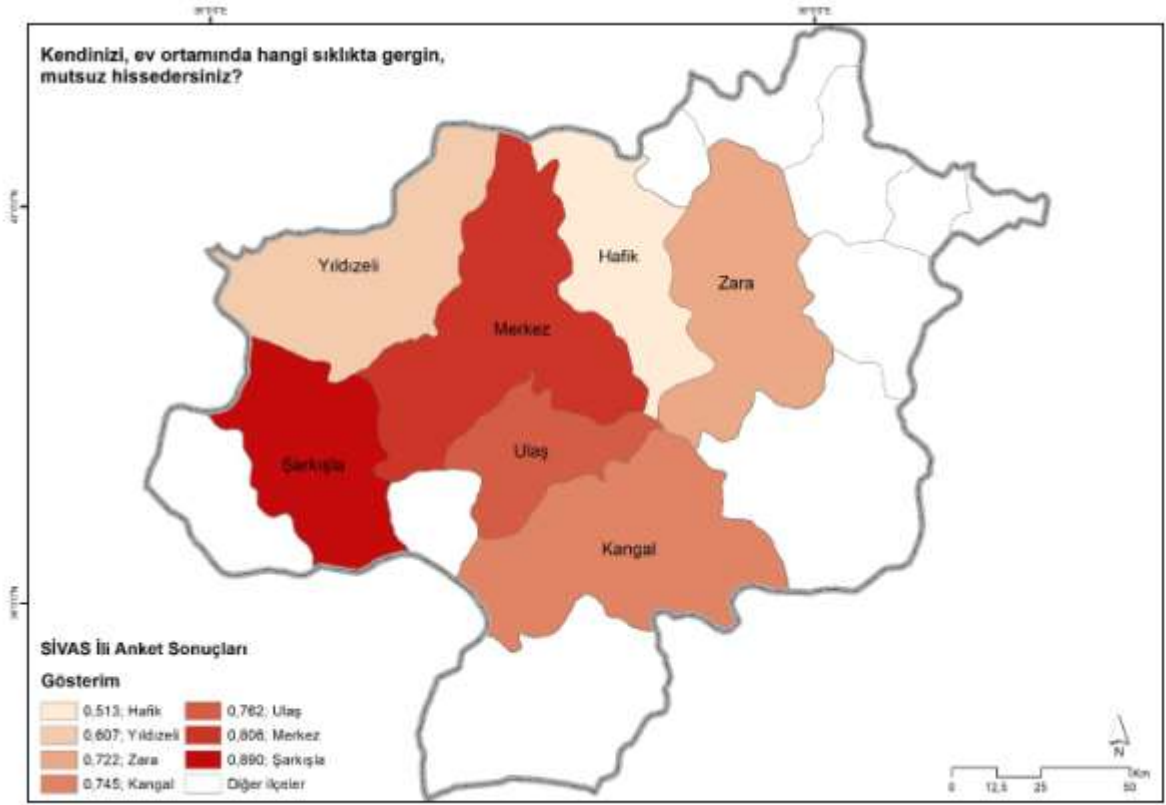 Kendinizi, ev ortamında hangi sıklıkta gergin,
mutsuz hissedersiniz?
Yıldızeli
Hafik
Zara
Merkez
Şarkışla
Ulaş
Kangal
SİVAS İli Anket Sonuçları
Gösterim
0,513; Hafik
0,607; Yıldızeli
0,722; Zara
0,745; Kangal
0,762; Ulaş
0,806; Merkez
0,890; Şarkışla
Diğer ilçeler
N
Km
0 12,5 25 50